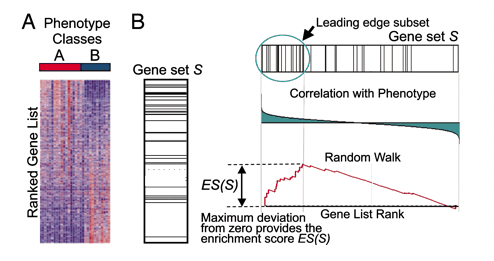 A
Phenotype
Classes
A B
Ranked Gene List
B
Gene set S
Leading edge subset
Gene set S
Correlation with Phenotype
Random Walk
ES(S)
Gene List Rank
Maximum deviation
from zero provides the
enrichment score ES(S)